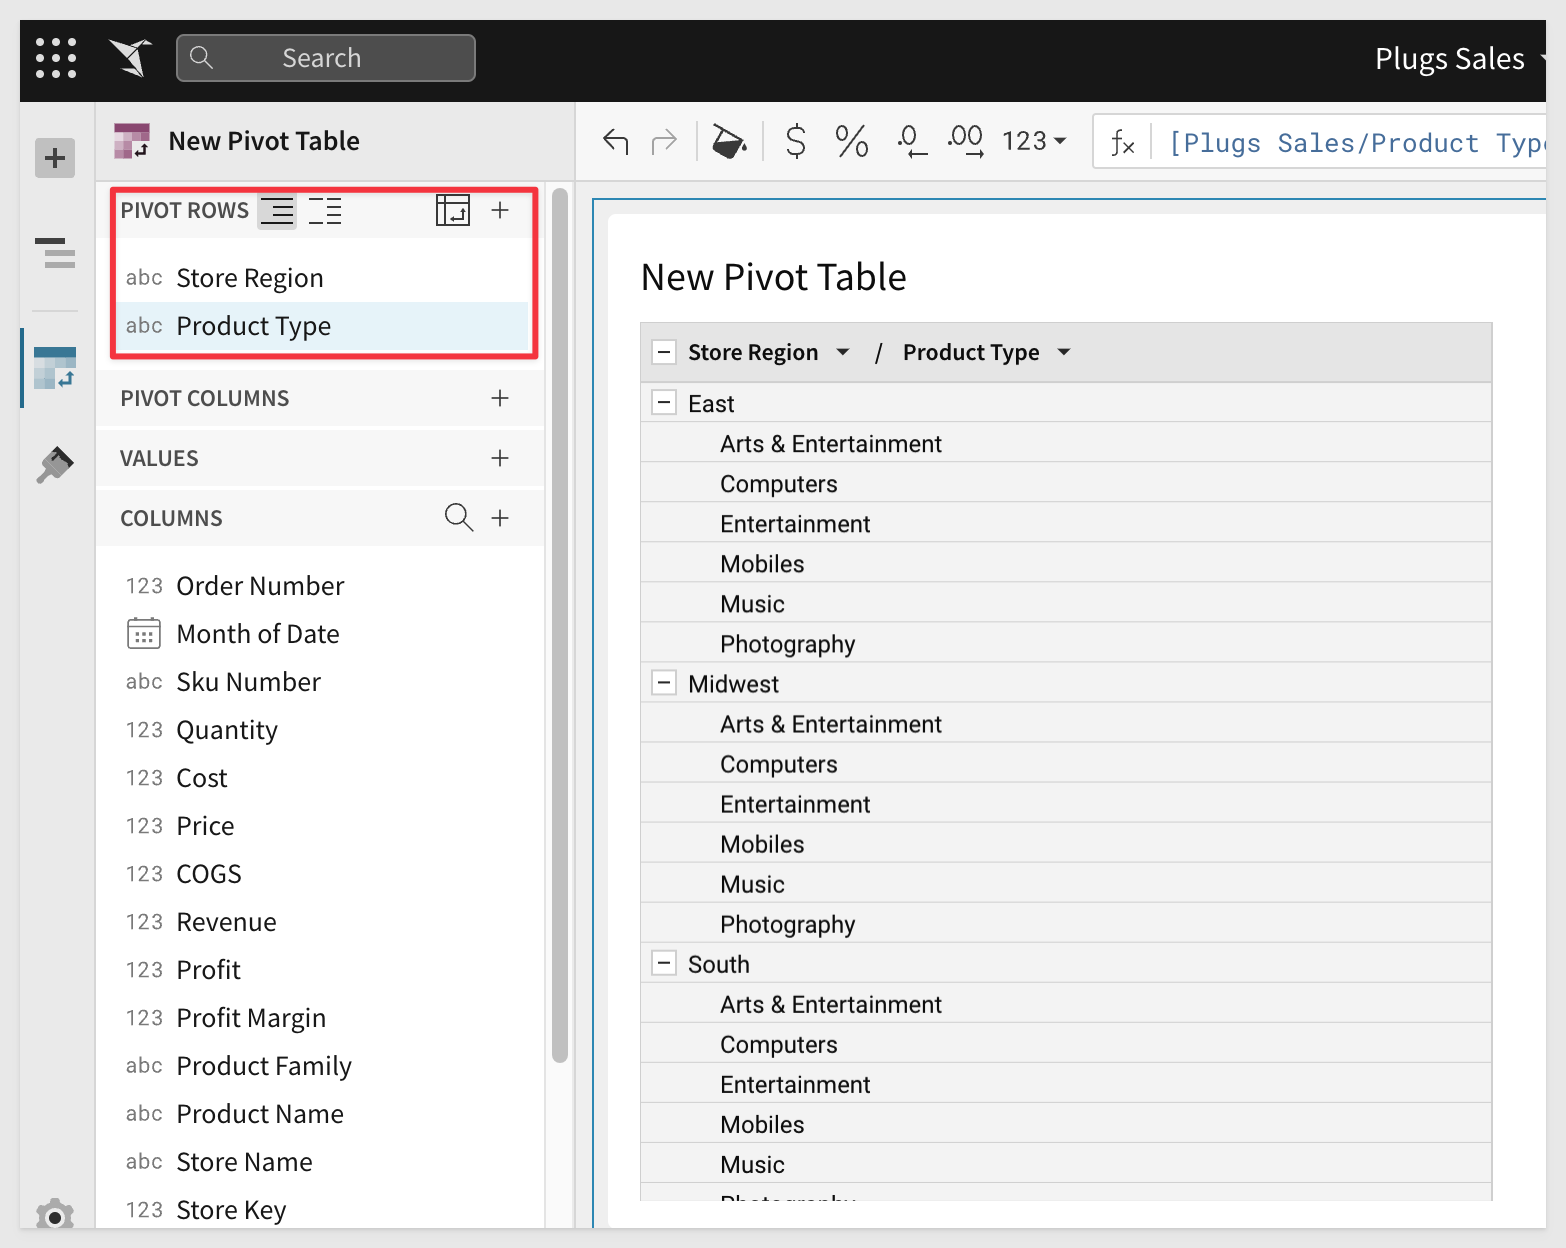 Search
Plugs Sales
New Pivot Table
$ % .0 .00 123
fx [Plugs Sales/Product Type
PIVOT ROWS
abc Store Region
abc Product Type
PIVOT COLUMNS
VALUES
COLUMNS
123 Order Number
Month of Date
abc Sku Number
123 Quantity
123 Cost
123 Price
123 COGS
123 Revenue
123 Profit
123 Profit Margin
abc Product Family
abc Product Name
abc Store Name
123 Store Key
New Pivot Table
Store Region / Product Type
East
Arts & Entertainment
Computers
Entertainment
Mobiles
Music
Photography
Midwest
Arts & Entertainment
Computers
Entertainment
Mobiles
Music
Photography
South
Arts & Entertainment
Computers
Entertainment
Mobiles
Music
Photography